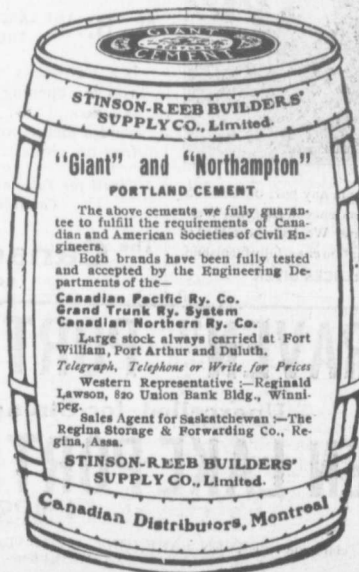 GIANT
CEMENT
STINSON-REEB BUILDERS'
SUPPLY CO., Limited.
"Giant" and "Northampton"
PORTLAND CEMENT
The above cements we fully guaran-
tee to fulfill the requirements of Cana-
dian and American Societies of Civil En-
gineers.
Both brands have been fully tested
and accepted by the Engineering De-
partments of the—
Canadian Pacific Ry. Co.
Grand Trunk Ry. System
Canadian Northern Ry. Co.
Large stock always carried at Fort
William, Port Arthur and Duluth.
Telegraph, Telephone or Write for Prices
Western Representative :—Reginald
Lawson, 820 Union Bank Bldg., Winni-
peg.
Sales Agent for Saskatchewan :—The
Regina Storage & Forwarding Co., Re-
gina, Assa.
STINSON-REEB BUILDERS'
SUPPLY CO., Limited.
Canadian Distributors, Montreal